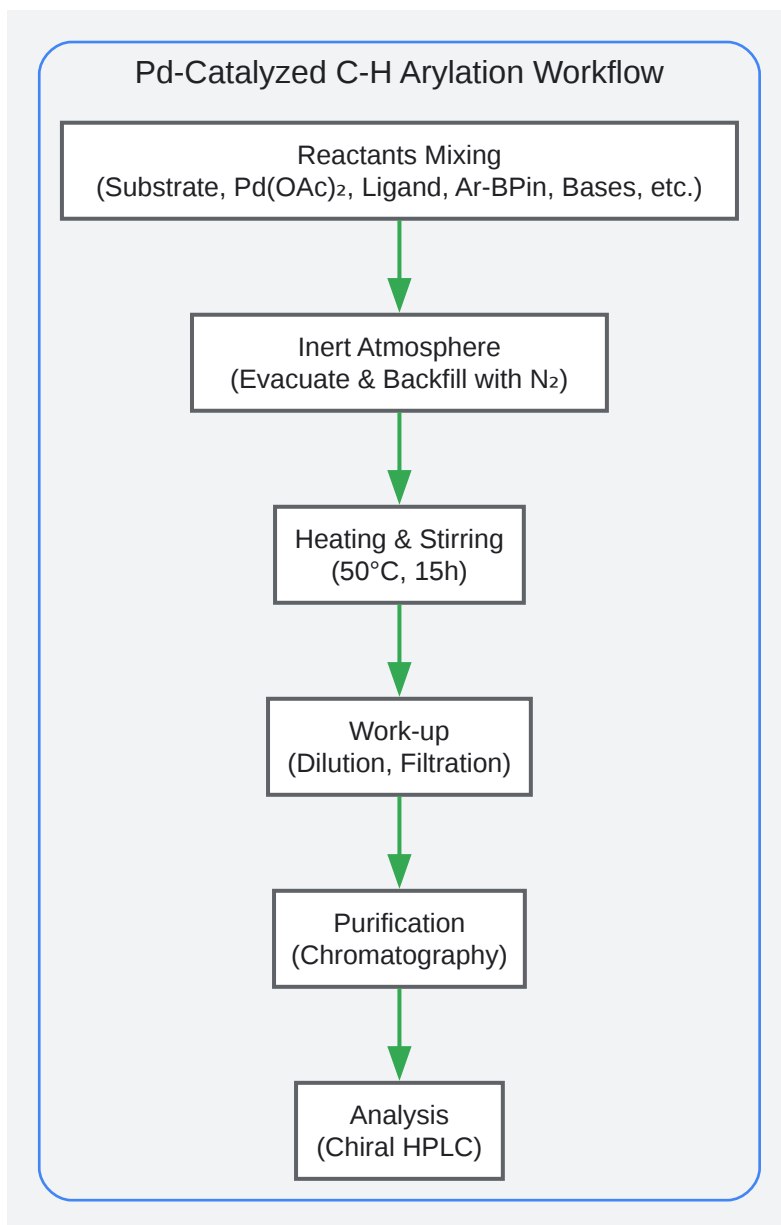 Pd-Catalyzed C-H Arylation Workflow
Reactants Mixing
(Substrate, Pd(OAc)₂, Ligand, Ar-BPin, Bases, etc.)
Inert Atmosphere
(Evacuate & Backfill with N₂)
Heating & Stirring
(50°C, 15h)
Work-up
(Dilution, Filtration)
Purification
(Chromatography)
Analysis
(Chiral HPLC)